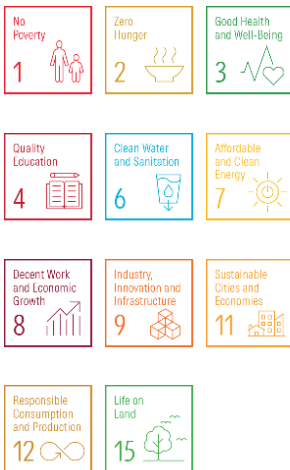 No
Poverty
1
Zero
Hunger
2
Good Health
and Well-Being
3
Quality
Education
4
Clean Water
and Sanitation
6
Affordable
and Clean
Energy
7
Decent Work
and Economic
Growth
8
Industry,
Innovation and
Infrastructure
9
Sustainable
Cities and
Economies
11
Responsible
Consumption
and Production
12
Life on
Land
15